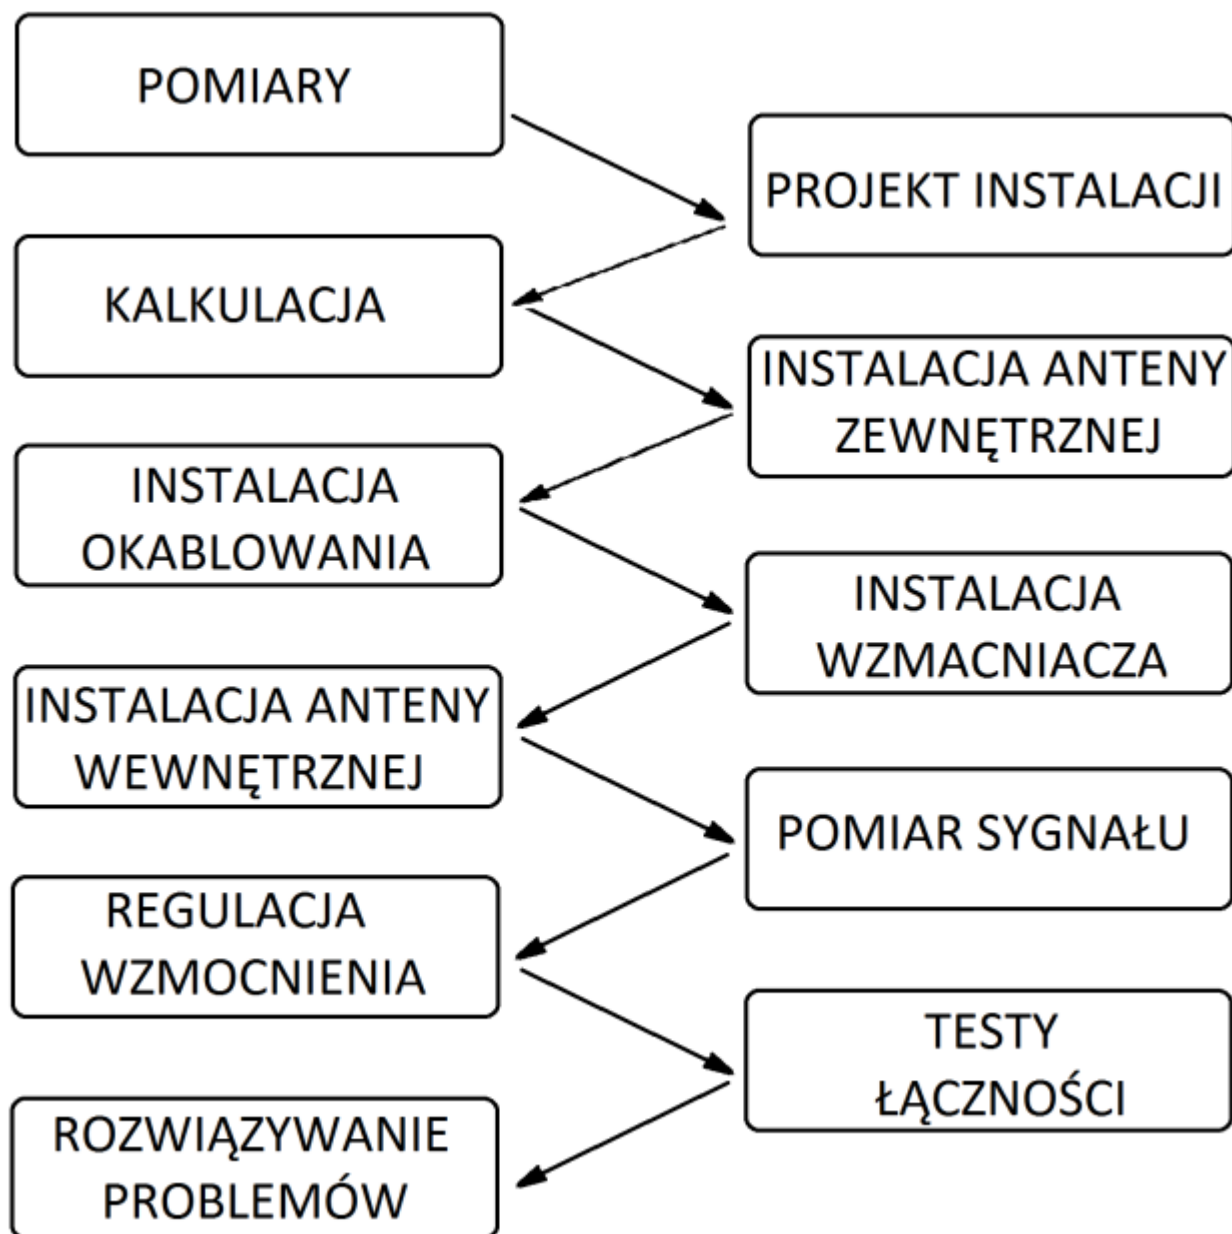 POMIARY
PROJEKT INSTALACJI
KALKULACJA
INSTALACJA ANTENY
ZEWNĘTRZNEJ
INSTALACJA
OKABLOWANIA
INSTALACJA
WZMACNIACZA
INSTALACJA ANTENY
WEWNĘTRZNEJ
POMIAR SYGNAŁU
REGULACJA
WZMOCNIENIA
TESTY
ŁĄCZNOŚCI
ROZWIĄZYWANIE
PROBLEMÓW